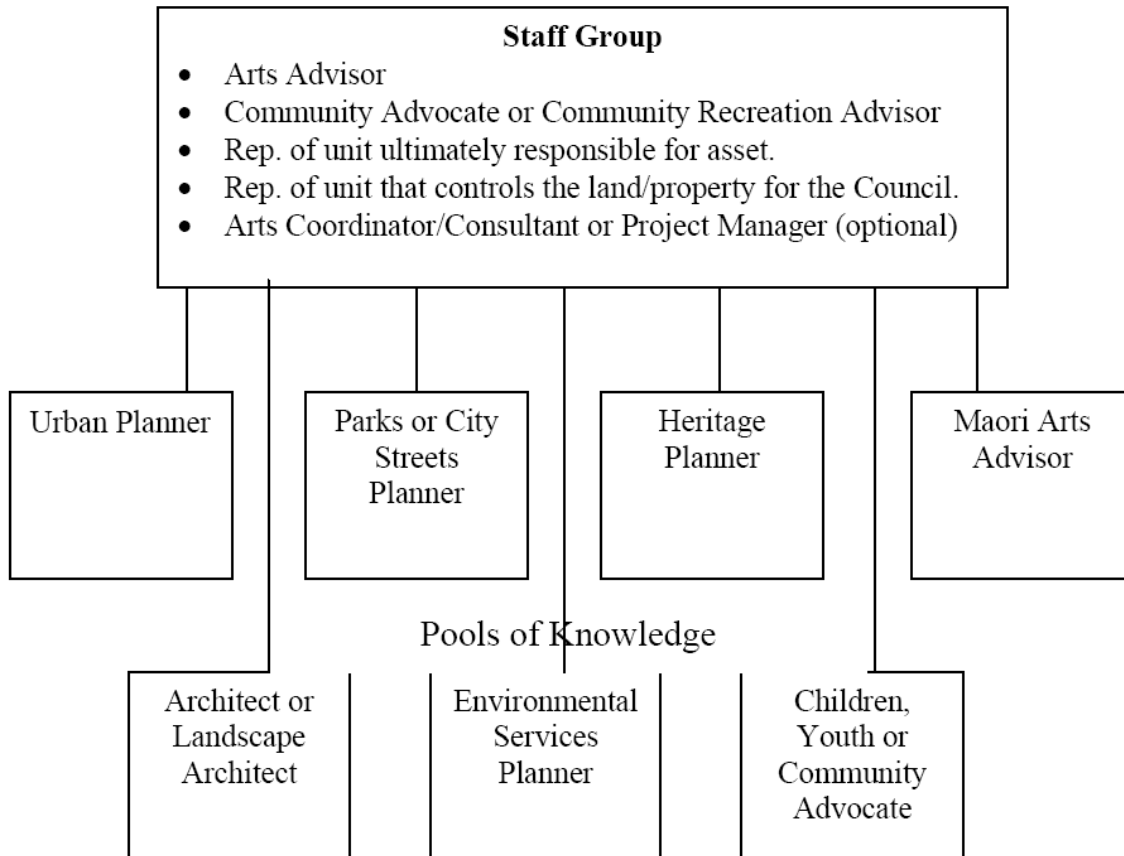 Staff Group
• Arts Advisor
• Community Advocate or Community Recreation Advisor
• Rep. of unit ultimately responsible for asset.
• Rep. of unit that controls the land/property for the Council.
• Arts Coordinator/Consultant or Project Manager (optional)
Urban Planner
Parks or City
Streets
Planner
Heritage
Planner
Maori Arts
Advisor
Pools of Knowledge
Architect or
Landscape
Architect
Environmental
Services
Planner
Children,
Youth or
Community
Advocate